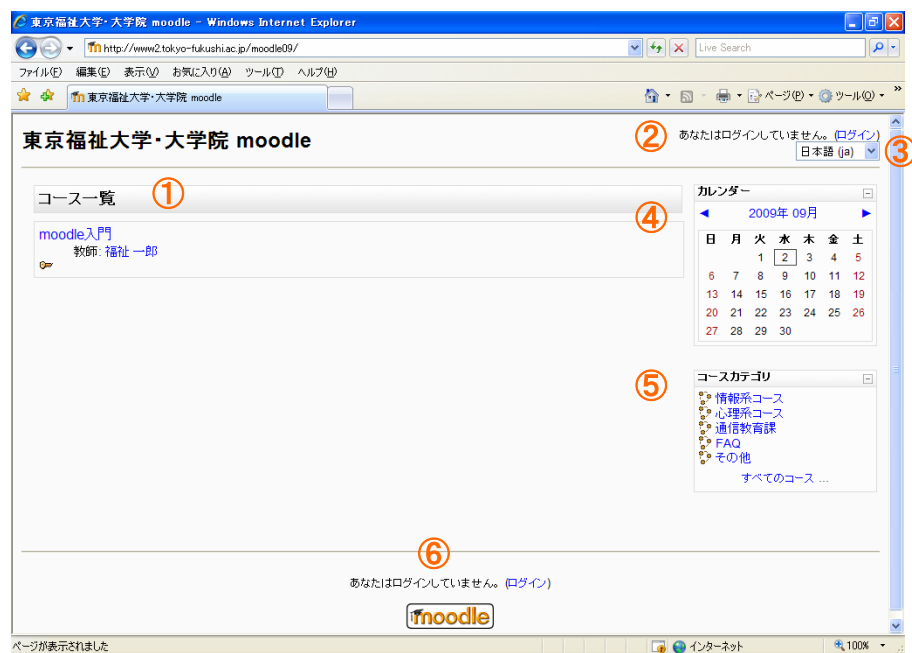 東京福祉大学・大学院 moodle - Windows Internet Explorer
http://www2.tokyo-fukushi.ac.jp/moodle09/
Live Search
ファイル(F) 編集(E) 表示(V) お気に入り(A) ツール(T) ヘルプ(H)
東京福祉大学・大学院 moodle
ページ(P) ツール(O) »
東京福祉大学・大学院 moodle
② あなたはログインしていません。 (ログイン)
日本語 (ja) ③
コース一覧 ①
moodle入門
教師: 福祉 一郎
④ カレンダー
◀ 2009年 09月 ▶
日 月 火 水 木 金 土
1 2 3 4 5
6 7 8 9 10 11 12
13 14 15 16 17 18 19
20 21 22 23 24 25 26
27 28 29 30
⑤ コースカテゴリ
情報系コース
心理系コース
通信教育課
FAQ
その他
すべてのコース ...
⑥
あなたはログインしていません。 (ログイン)
moodle
ページが表示されました インターネット 100%